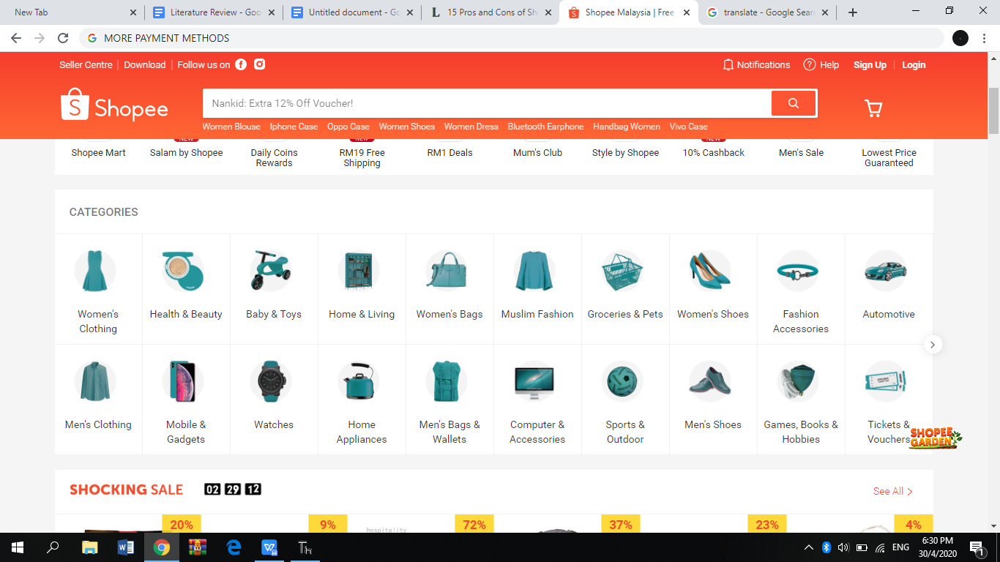 New Tab
Literature Review - Goo
Untitled document - Go
L 15 Pros and Cons of Sh
Shopee Malaysia | Free
translate - Google Sear
MORE PAYMENT METHODS
Seller Centre Download Follow us on
Notifications Help Sign Up Login
Shopee
Nankid: Extra 12% Off Voucher!
Women Blouse Iphone Case Oppo Case Women Shoes Women Dress Bluetooth Earphone Handbag Women Vivo Case
Shopee Mart
Salam by Shopee
Daily Coins
Rewards
RM19 Free
Shipping
RM1 Deals
Mum's Club
Style by Shopee
10% Cashback
Men's Sale
Lowest Price
Guaranteed
CATEGORIES
Women's
Clothing
Health & Beauty
Baby & Toys
Home & Living
Women's Bags
Muslim Fashion
Groceries & Pets
Women's Shoes
Fashion
Accessories
Automotive
Men's Clothing
Mobile &
Gadgets
Watches
Home
Appliances
Men's Bags &
Wallets
Computer &
Accessories
Sports &
Outdoor
Men's Shoes
Games, Books &
Hobbies
Tickets &
Vouchers
SHOPEE
GARDEN
SHOCKING SALE 02 29 12
See All
20%
9%
hospitality
72%
37%
23%
4%
ENG
6:30 PM
30/4/2020
1